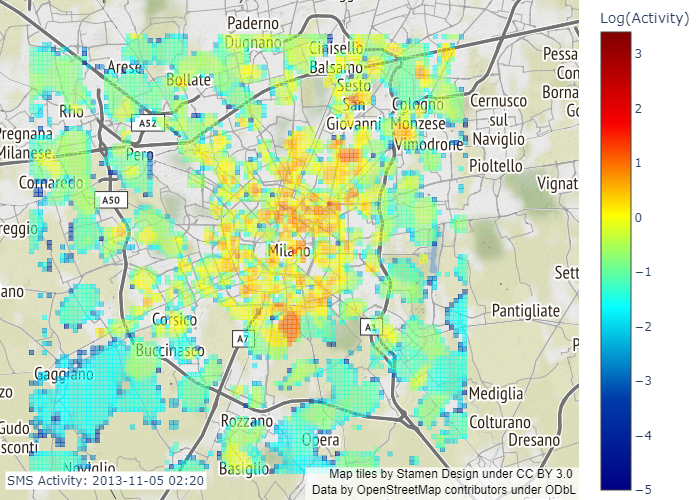 Log(Activity)
Paderno
Dugnano
Cinisello
Balsamo
Arese
Bollate
Sesto
San
Giovanni
Cologno
Monzese
Cernusco
sul
Naviglio
Pessa
Con
Borna
Go
Rho
A52
Pregnana
Milanese
Pero
Vimodrone
Pioltello
Cornaredo
A50
Vignat
reggio
Milano
Sett
ano
Pantigliate
Corsico
A7
A1
Buccinasco
P
Gaggiano
zo
Mediglia
Gudo
sconti
Rozzano
Opera
Colturano
Dresano
Noviglio
Basiglio
SMS Activity: 2013-11-05 02:20
Map tiles by Stamen Design under CC BY 3.0
Data by OpenStreetMap contributors under ODbL
3
2
1
0
−1
−2
−3
−4
−5